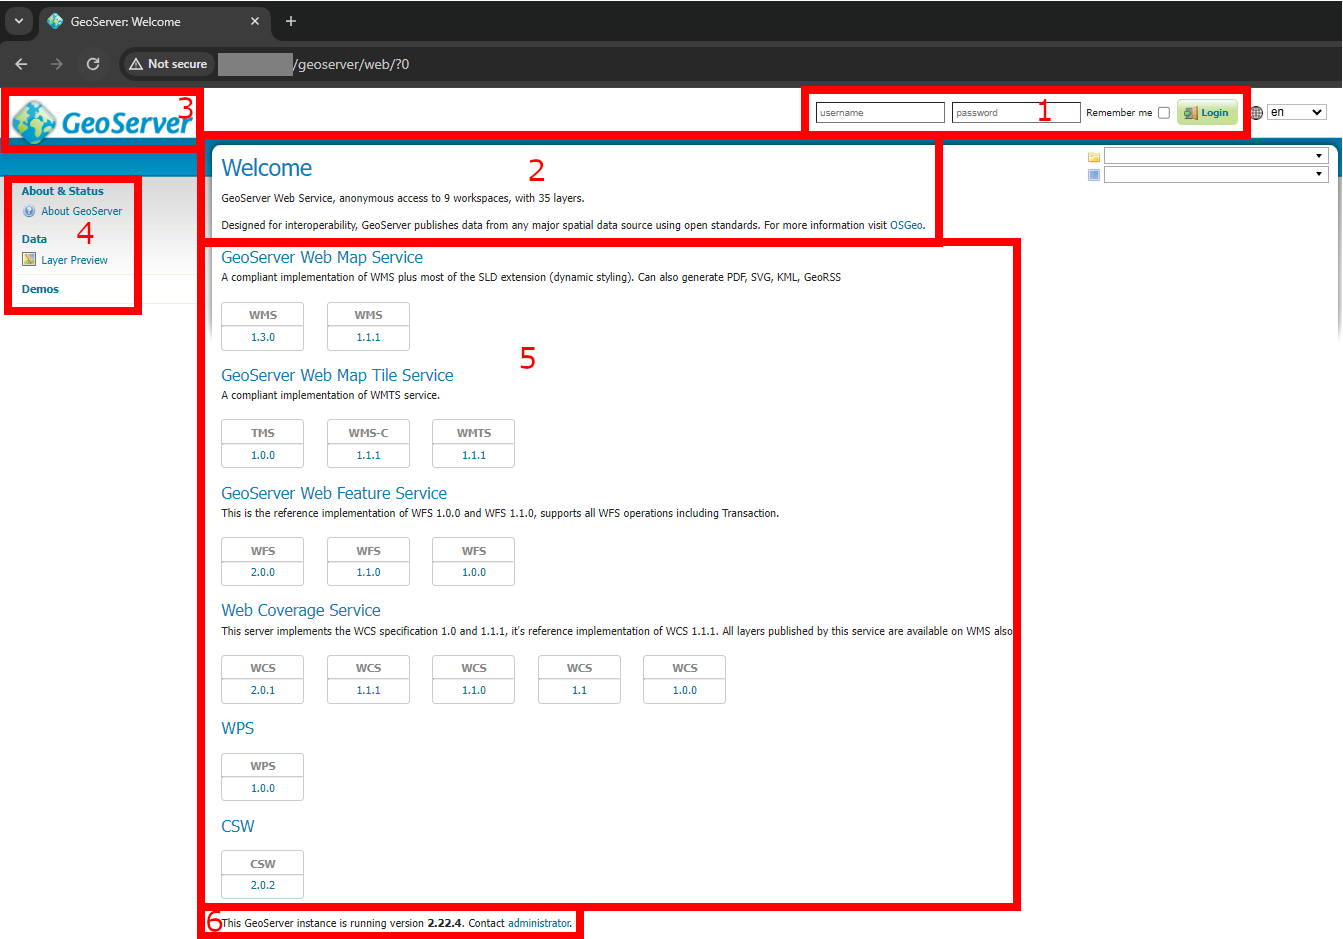 GeoServer: Welcome
Not secure /geoserver/web/?0
GeoServer
3
username password 1 Remember me Login en
Welcome
2
GeoServer Web Service, anonymous access to 9 workspaces, with 35 layers.
Designed for interoperability, GeoServer publishes data from any major spatial data source using open standards. For more information visit OSGeo.
About & Status
About GeoServer
4
Data
Layer Preview
Demos
GeoServer Web Map Service
A compliant implementation of WMS plus most of the SLD extension (dynamic styling). Can also generate PDF, SVG, KML, GeoRSS
WMS WMS
1.3.0 1.1.1
5
GeoServer Web Map Tile Service
A compliant implementation of WMTS service.
TMS WMS-C WMTS
1.0.0 1.1.1 1.1.1
GeoServer Web Feature Service
This is the reference implementation of WFS 1.0.0 and WFS 1.1.0, supports all WFS operations including Transaction.
WFS WFS WFS
2.0.0 1.1.0 1.0.0
Web Coverage Service
This server implements the WCS specification 1.0 and 1.1.1, it's reference implementation of WCS 1.1.1. All layers published by this service are available on WMS also
WCS WCS WCS WCS WCS
2.0.1 1.1.1 1.1.0 1.1 1.0.0
WPS
WPS
1.0.0
CSW
CSW
2.0.2
6
This GeoServer instance is running version 2.22.4. Contact administrator.